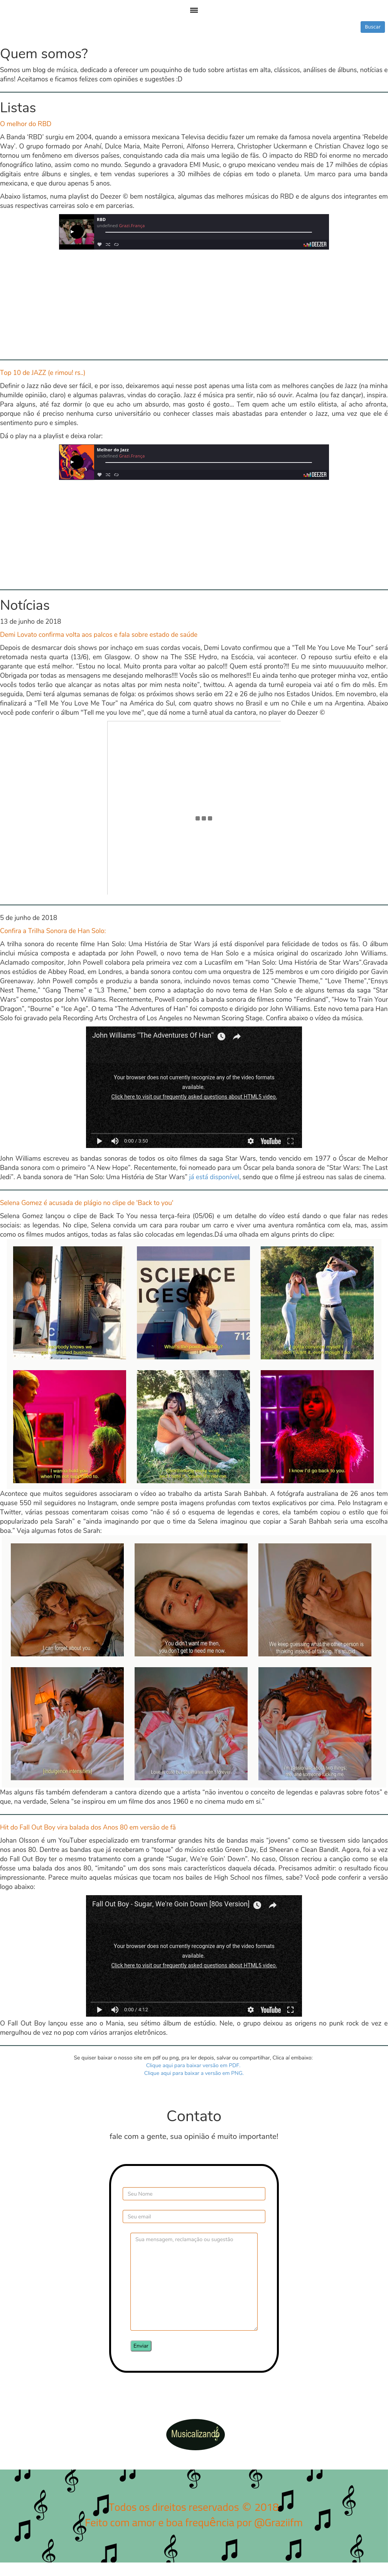 Buscar
Quem somos?
Somos um blog de música, dedicado a oferecer um pouquinho de tudo sobre artistas em alta, clássicos, análises de álbuns, notícias e
afins! Aceitamos e ficamos felizes com opiniões e sugestões :D
Listas
O melhor do RBD
A Banda 'RBD' surgiu em 2004, quando a emissora mexicana Televisa decidiu fazer um remake da famosa novela argentina 'Rebelde
Way'. O grupo formado por Anahí, Dulce Maria, Maite Perroni, Alfonso Herrera, Christopher Uckermann e Christian Chavez logo se
tornou um fenômeno em diversos países, conquistando cada dia mais uma legião de fãs. O impacto do RBD foi enorme no mercado
fonográfico latino, assim como no mundo. Segundo a gravadora EMI Music, o grupo mexicano vendeu mais de 17 milhões de cópias
digitais entre álbuns e singles, e tem vendas superiores a 30 milhões de cópias em todo o planeta. Um marco para uma banda
mexicana, e que durou apenas 5 anos.
Abaixo listamos, numa playlist do Deezer © bem nostálgica, algumas das melhores músicas do RBD e de alguns dos integrantes em
suas respectivas carreiras solo e em parcerias.
RBD
undefined Grazi França
DEEZER
Top 10 de JAZZ (e rimou! rs..)
Definir o Jazz não deve ser fácil, e por isso, deixaremos aqui nesse post apenas uma lista com as melhores canções de Jazz (na minha
humilde opinião, claro) e algumas palavras, vindas do coração. Jazz é música pra sentir, não só ouvir. Acalma (ou faz dançar), inspira.
Para alguns, até faz dormir (o que eu acho um absurdo, mas gosto é gosto... Tem quem ache um estilo elitista, aí acho afronta,
porque não é preciso nenhuma curso universitário ou conhecer classes mais abastadas para entender o Jazz, uma vez que ele é
sentimento puro e simples.
Dá o play na a playlist e deixa rolar:
Melhor do Jazz
undefined Grazi França
DEEZER
Notícias
13 de junho de 2018
Demi Lovato confirma volta aos palcos e fala sobre estado de saúde
Depois de desmarcar dois shows por inchaço em suas cordas vocais, Demi Lovato confirmou que a "Tell Me You Love Me Tour" será
retomada nesta quarta (13/6), em Glasgow. O show na The SSE Hydro, na Escócia, vai acontecer. O repouso surtiu efeito e ela
garante que está melhor. "Estou no local. Muito pronta para voltar ao palco!!! Quem está pronto?!!! Eu me sinto muuuuuuito melhor.
Obrigada por todas as mensagens me desejando melhoras!!!!! Vocês são os melhores!!! Eu ainda tenho que proteger minha voz, então
vocês todos terão que alcançar as notas altas por mim nesta noite", twittou. A agenda da turnê europeia vai até o fim do mês. Em
seguida, Demi terá algumas semanas de folga: os próximos shows serão em 22 e 26 de julho nos Estados Unidos. Em novembro, ela
finalizará a "Tell Me You Love Me Tour" na América do Sul, com quatro shows no Brasil e um no Chile e um na Argentina. Abaixo
você pode conferir o álbum "Tell me you love me", que dá nome a turnê atual da cantora, no player do Deezer ©
5 de junho de 2018
Confira a Trilha Sonora de Han Solo:
A trilha sonora do recente filme Han Solo: Uma História de Star Wars já está disponível para felicidade de todos os fãs. O álbum
inclui música composta e adaptada por John Powell, o novo tema de Han Solo e a adaptação musical do oscarizado John Williams.
Aclamado compositor, John Powell colabora pela primeira vez com a Lucasfilm em "Han Solo: Uma História de Star Wars".Gravada
nos estúdios de Abbey Road, em Londres, a banda sonora contou com uma orquestra de 125 membros e um coro dirigido por Gavin
Greenaway. John Powell compôs e produziu a banda sonora, incluindo novos temas como "Chewie Theme," "Love Theme","Ensys
Nest Theme," "Gang Theme" e "L3 Theme," bem como a adaptação do novo tema de Han Solo e de alguns temas da saga "Star
Wars" compostos por John Williams. Recentemente, Powell compôs a banda sonora de filmes como "Ferdinand", "How to Train Your
Dragon", "Bourne" e "Ice Age". O tema "The Adventures of Han" foi composto e dirigido por John Williams. Este novo tema para Han
Solo foi gravado pela Recording Arts Orchestra of Los Angeles no Newman Scoring Stage. Confira abaixo o vídeo da música.
John Williams "The Adventures Of Han"
Your browser does not currently recognize any of the video formats
available.
Click here to visit our frequently asked questions about HTML5 video.
0:00 / 3:50
YouTube
John Williams escreveu as bandas sonoras de todos os oito filmes da saga Star Wars, tendo vencido em 1977 o Óscar de Melhor
Banda sonora com o primeiro "A New Hope". Recentemente, foi nomeado para um Óscar pela banda sonora de "Star Wars: The Last
Jedi". A banda sonora de "Han Solo: Uma História de Star Wars" já está disponível, sendo que o filme já estreou nas salas de cinema.
Selena Gomez é acusada de plágio no clipe de 'Back to you'
Selena Gomez lançou o clipe de Back To You nessa terça-feira (05/06) e um detalho do vídeo está dando o que falar nas redes
sociais: as legendas. No clipe, Selena convida um cara para roubar um carro e viver uma aventura romântica com ela, mas, assim
como os filmes mudos antigos, todas as falas são colocadas em legendas.Dá uma olhada em alguns prints do clipe:
SCIENCE
712
I know I'd go back to you.
Acontece que muitos seguidores associaram o vídeo ao trabalho da artista Sarah Bahbah. A fotógrafa australiana de 26 anos tem
quase 550 mil seguidores no Instagram, onde sempre posta imagens profundas com textos explicativos por cima. Pelo Instagram e
Twitter, várias pessoas comentaram coisas como "não é só o esquema de legendas e cores, ela também copiou o estilo que foi
popularizado pela Sarah" e "ainda imaginando por que o time da Selena imaginou que copiar a Sarah Bahbah seria uma escolha
boa." Veja algumas fotos de Sarah:
I can forget about you.
You didn't want me then,
you don't get to need me now.
We keep guessing what the other person is
thinking instead of talking. It's stupid.
Mas alguns fãs também defenderam a cantora dizendo que a artista "não inventou o conceito de legendas e palavras sobre fotos" e
que, na verdade, Selena "se inspirou em um filme dos anos 1960 e no cinema mudo em si."
Hit do Fall Out Boy vira balada dos Anos 80 em versão de fã
Johan Olsson é um YouTuber especializado em transformar grandes hits de bandas mais "jovens" como se tivessem sido lançados
nos anos 80. Dentre as bandas que já receberam o "toque" do músico estão Green Day, Ed Sheeran e Clean Bandit. Agora, foi a vez
do Fall Out Boy ter o mesmo tratamento com a grande "Sugar, We're Goin' Down". No caso, Olsson recriou a canção como se ela
fosse uma balada dos anos 80, "imitando" um dos sons mais característicos daquela década. Precisamos admitir: o resultado ficou
impressionante. Parece muito aquelas músicas que tocam nos bailes de High School nos filmes, sabe? Você pode conferir a versão
logo abaixo:
Fall Out Boy - Sugar, We're Goin Down [80s Version]
Your browser does not currently recognize any of the video formats
available.
Click here to visit our frequently asked questions about HTML5 video.
0:00 / 4:12
YouTube
O Fall Out Boy lançou esse ano o Mania, seu sétimo álbum de estúdio. Nele, o grupo deixou as origens no punk rock de vez e
mergulhou de vez no pop com vários arranjos eletrônicos.
Se quiser baixar o nosso site em pdf ou png, pra ler depois, salvar ou compartilhar, Clica aí embaixo:
Clique aqui para baixar versão em PDF.
Clique aqui para baixar a versão em PNG.
Contato
fale com a gente, sua opinião é muito importante!
Seu Nome
Seu email
Sua mensagem, reclamação ou sugestão
Enviar
Musicalizando
Todos os direitos reservados © 2018
Feito com amor e boa frequência por @Graziifm